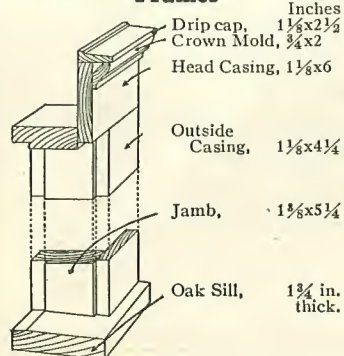 Inches
Drip cap, 1⅛x2½
Crown Mold, ¾x2
Head Casing, 1⅛x6
Outside
Casing, 1⅛x4¼
Jamb, 1⅜x5¼
Oak Sill, 1¾ in.
thick.